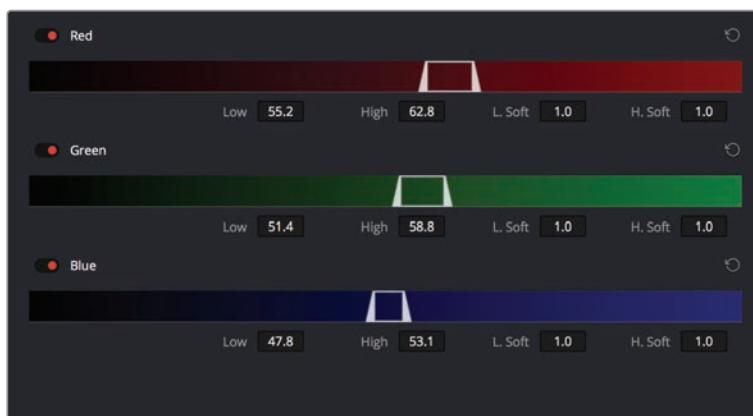 Red
Low 55.2 High 62.8 L. Soft 1.0 H. Soft 1.0
Green
Low 51.4 High 58.8 L. Soft 1.0 H. Soft 1.0
Blue
Low 47.8 High 53.1 L. Soft 1.0 H. Soft 1.0